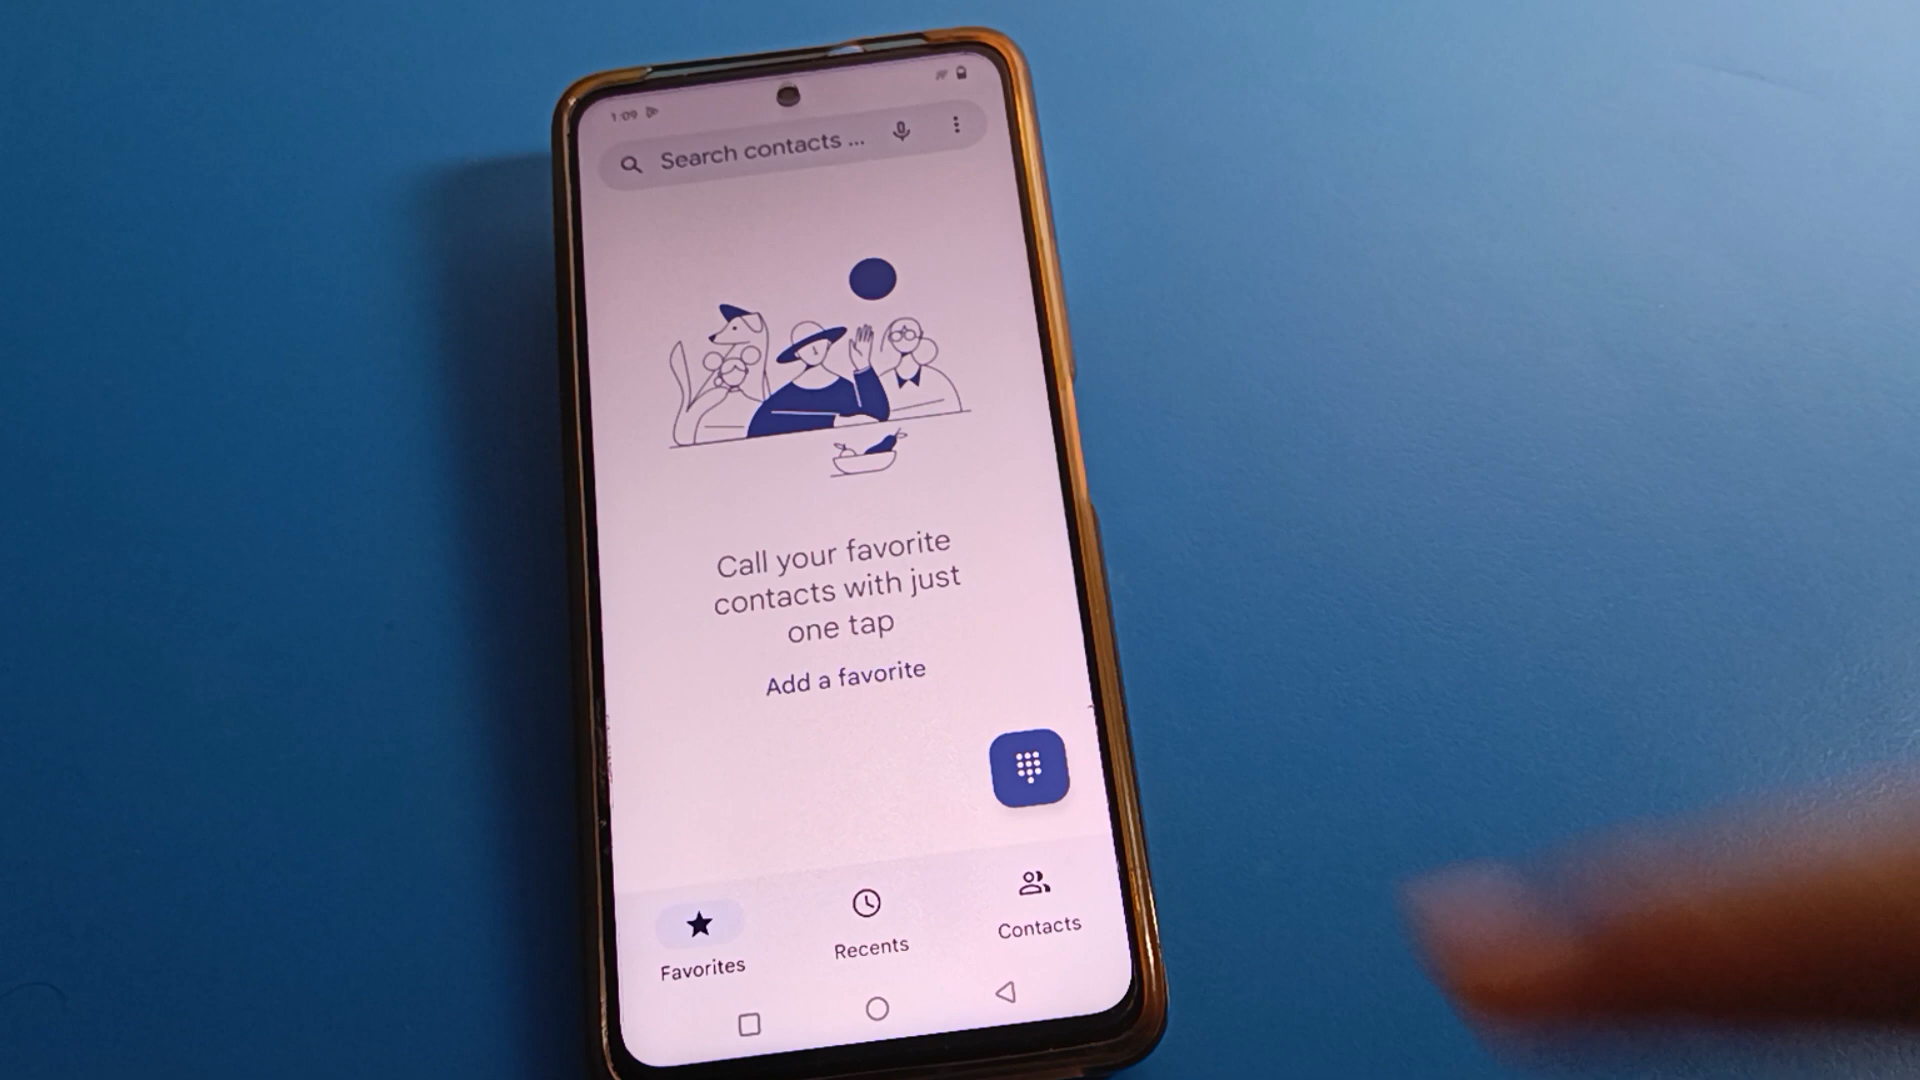 1:09
Search contacts ...
Call your favorite
contacts with just
one tap
Add a favorite
Favorites
Recents
Contacts